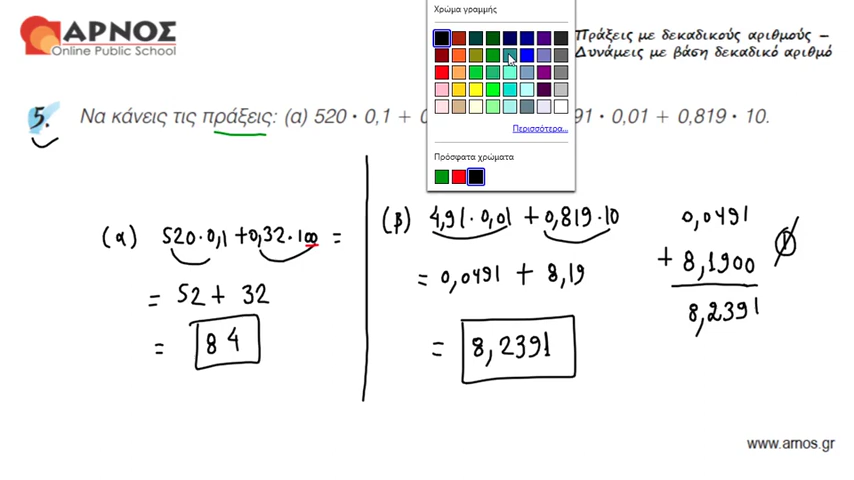 ΑΡΝΟΣ
Online Public School
Χρώμα γραμμής
Περισσότερα...
Πρόσφατα χρώματα
Πράξεις με δεκαδικούς αριθμούς –
Δυνάμεις με βάση δεκαδικό αριθμό
5. Να κάνεις τις πράξεις: (α) 520 • 0,1 + 0 91 • 0,01 + 0,819 • 10.
(α) 520·0,1 + 0,32·100 =
= 52 + 32
= 84
(β) 4,91·0,01 + 0,819·10
= 0,0491 + 8,19
= 8,2391
0,0491
+ 8,1900
8,2391
www.arnos.gr